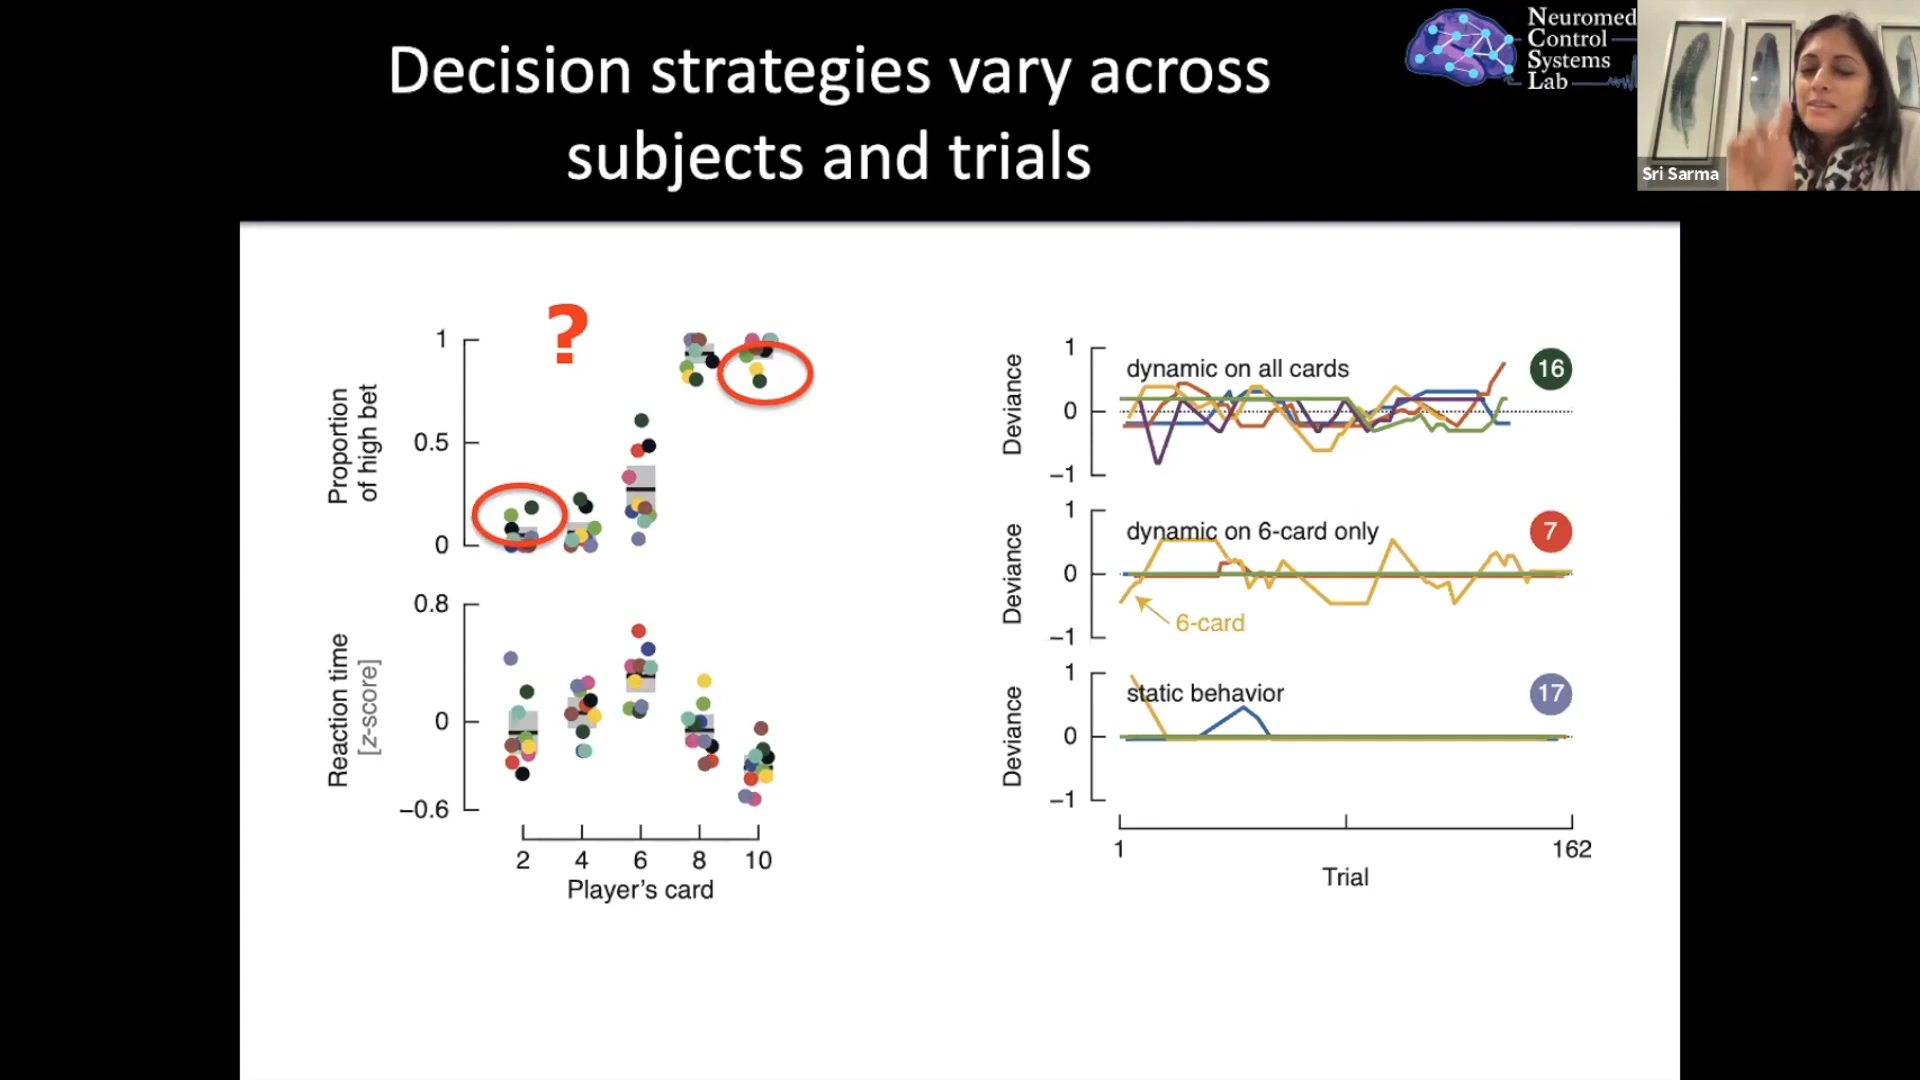 Decision strategies vary across
subjects and trials
Neuromed
Control
Systems
Lab
Sri Sarma
?
Proportion
of high bet
1
0.5
0
Reaction time
[z-score]
0.8
0
−0.6
2 4 6 8 10
Player's card
Deviance
1
0
−1
dynamic on all cards
16
Deviance
1
0
−1
dynamic on 6-card only
7
6-card
Deviance
1
0
−1
static behavior
17
1 162
Trial